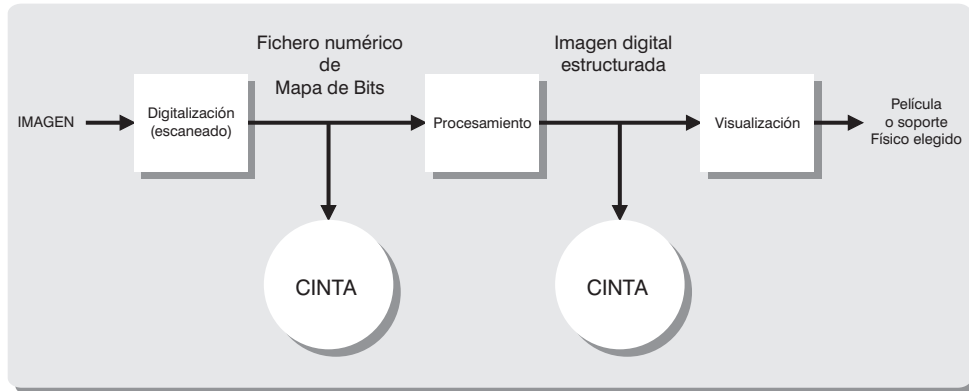 Fichero numérico
de
Mapa de Bits
Imagen digital
estructurada
IMAGEN
Digitalización
(escaneado)
Procesamiento
Visualización
Película
o soporte
Físico elegido
CINTA
CINTA